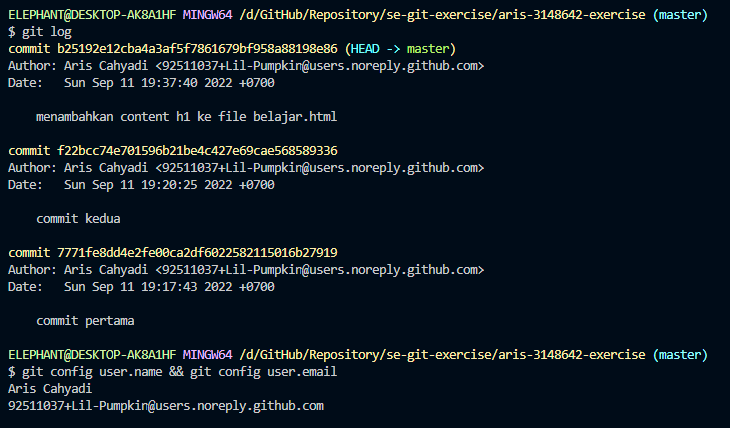 ELEPHANT@DESKTOP-AK8A1HF MINGW64 /d/GitHub/Repository/se-git-exercise/aris-3148642-exercise (master)
$ git log
commit b25192e12cba4a3af5f7861679bf958a88198e86 (HEAD -> master)
Author: Aris Cahyadi <92511037+Lil-Pumpkin@users.noreply.github.com>
Date:   Sun Sep 11 19:37:40 2022 +0700
    menambahkan content h1 ke file belajar.html
commit f22bcc74e701596b21be4c427e69cae568589336
Author: Aris Cahyadi <92511037+Lil-Pumpkin@users.noreply.github.com>
Date:   Sun Sep 11 19:20:25 2022 +0700
    commit kedua
commit 7771fe8dd4e2fe00ca2df6022582115016b27919
Author: Aris Cahyadi <92511037+Lil-Pumpkin@users.noreply.github.com>
Date:   Sun Sep 11 19:17:43 2022 +0700
    commit pertama
ELEPHANT@DESKTOP-AK8A1HF MINGW64 /d/GitHub/Repository/se-git-exercise/aris-3148642-exercise (master)
$ git config user.name && git config user.email
Aris Cahyadi
92511037+Lil-Pumpkin@users.noreply.github.com